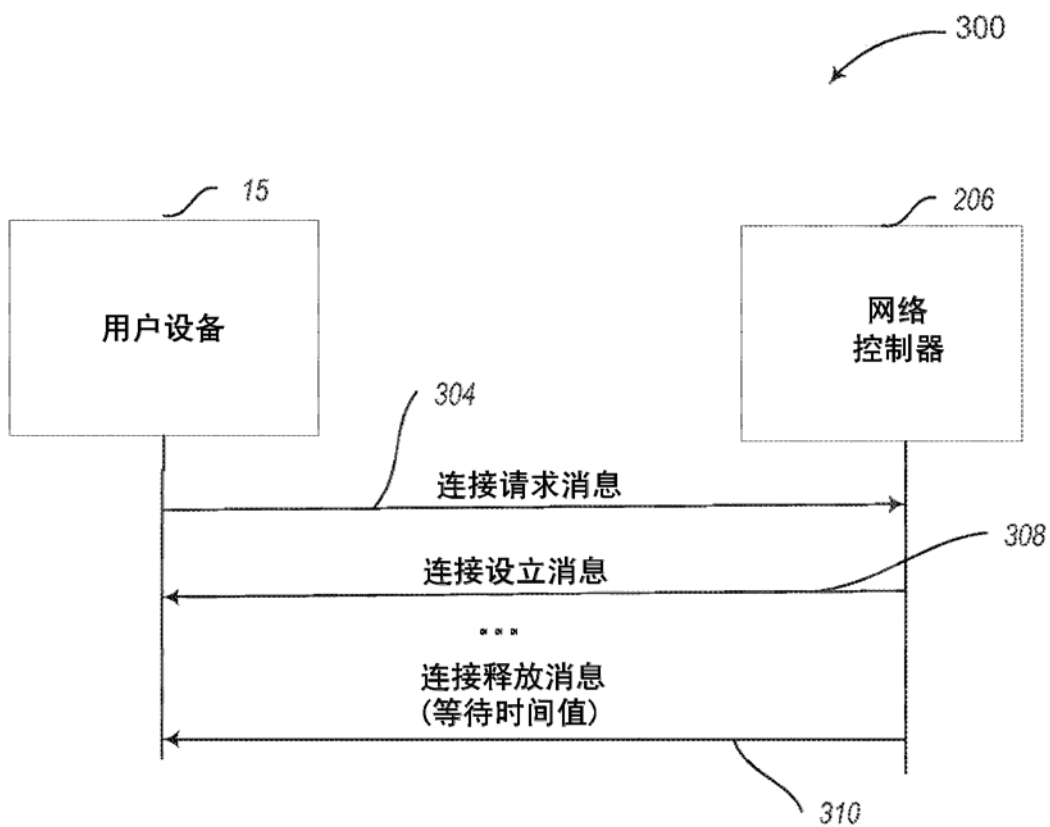 300
15
206
用户设备
网络
控制器
304
连接请求消息
308
连接设立消息
...
连接释放消息
(等待时间值)
310